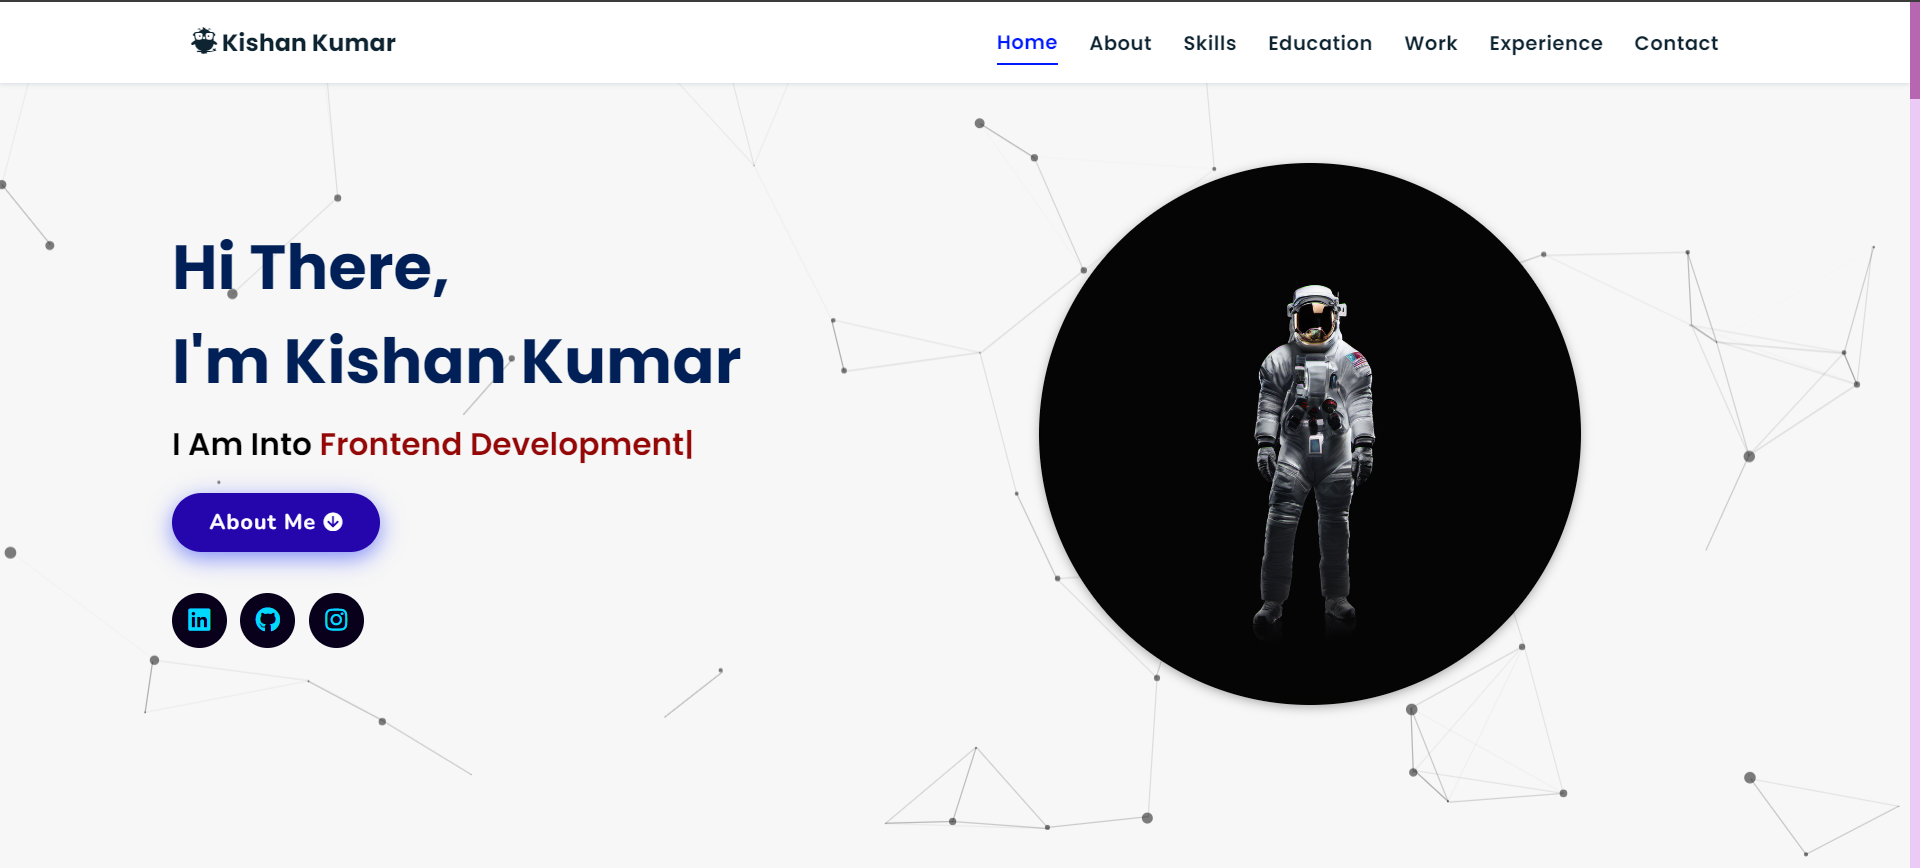 Kishan Kumar
Home About Skills Education Work Experience Contact
Hi There,
I'm Kishan Kumar
I Am Into Frontend Development|
About Me